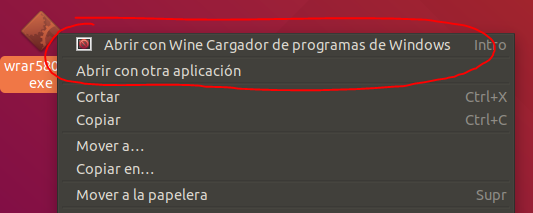 Abrir con Wine Cargador de programas de Windows Intro
Abrir con otra aplicación
Cortar Ctrl+X
Copiar Ctrl+C
Mover a...
Copiar en...
Mover a la papelera Supr
exe